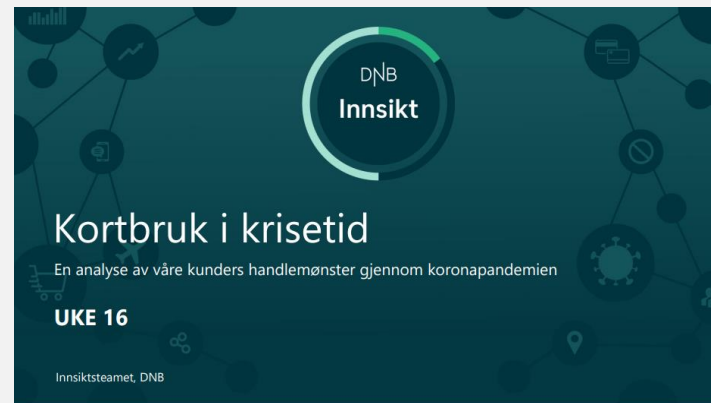 DNB
Innsikt
Kortbruk i krisetid
En analyse av våre kunders handlemønster gjennom koronapandemien
UKE 16
Innsiktsteamet, DNB